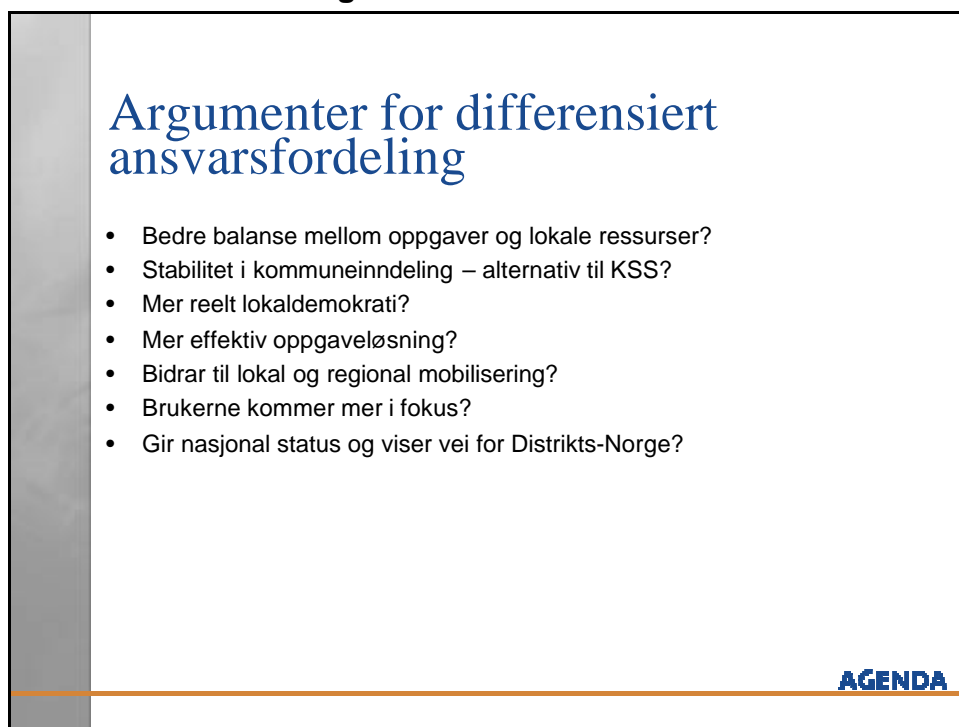 Argumenter for differensiert
ansvarsfordeling
• Bedre balanse mellom oppgaver og lokale ressurser?
• Stabilitet i kommuneinndeling – alternativ til KSS?
• Mer reelt lokaldemokrati?
• Mer effektiv oppgaveløsning?
• Bidrar til lokal og regional mobilisering?
• Brukerne kommer mer i fokus?
• Gir nasjonal status og viser vei for Distrikts-Norge?
AGENDA